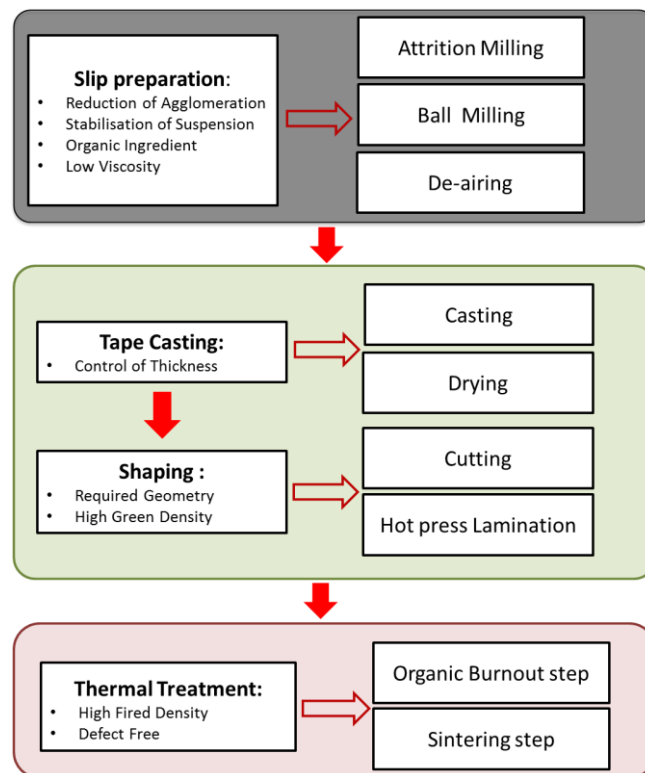 Slip preparation:
• Reduction of Agglomeration
• Stabilisation of Suspension
• Organic Ingredient
• Low Viscosity
Attrition Milling
Ball Milling
De-airing
Tape Casting:
• Control of Thickness
Casting
Drying
Shaping :
• Required Geometry
• High Green Density
Cutting
Hot press Lamination
Thermal Treatment:
• High Fired Density
• Defect Free
Organic Burnout step
Sintering step